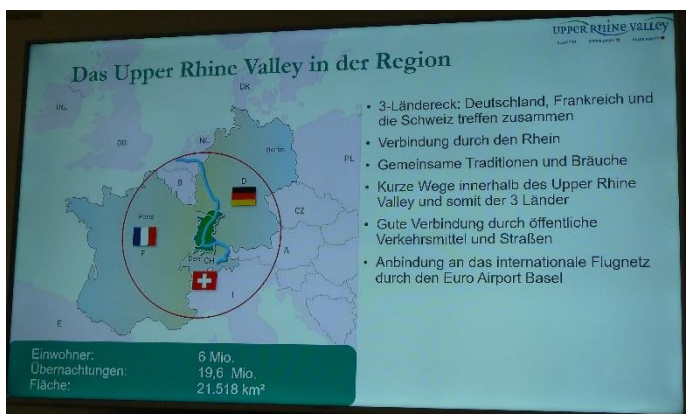 UPPER RHINE VALLEY
Das Upper Rhine Valley in der Region
DK
IRL
GB
NL
Berlin
PL
B
D
Paris
CZ
F
Bern
CH
A
I
E
• 3-Ländereck: Deutschland, Frankreich und
die Schweiz treffen zusammen
• Verbindung durch den Rhein
• Gemeinsame Traditionen und Bräuche
• Kurze Wege innerhalb des Upper Rhine
Valley und somit der 3 Länder
• Gute Verbindung durch öffentliche
Verkehrsmittel und Straßen
• Anbindung an das internationale Flugnetz
durch den Euro Airport Basel
Einwohner: 6 Mio.
Übernachtungen: 19,6 Mio.
Fläche: 21.518 km²